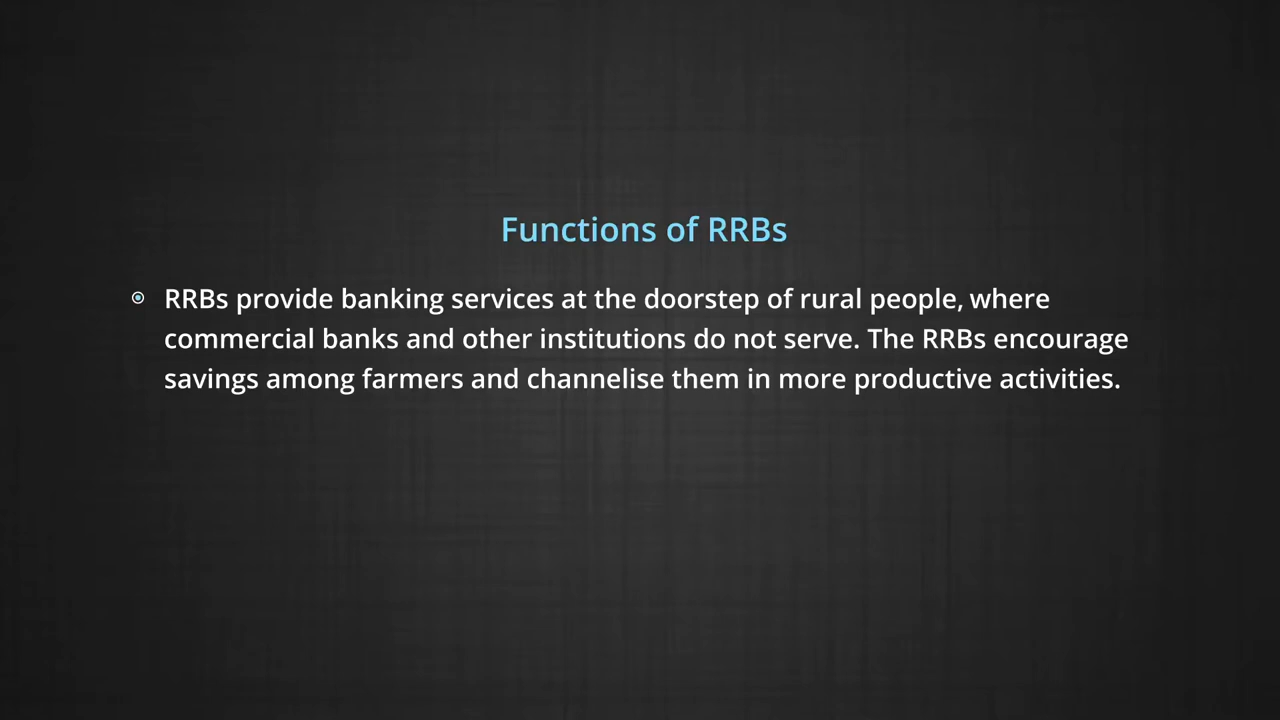 Functions of RRBs
RRBs provide banking services at the doorstep of rural people, where
commercial banks and other institutions do not serve. The RRBs encourage
savings among farmers and channelise them in more productive activities.